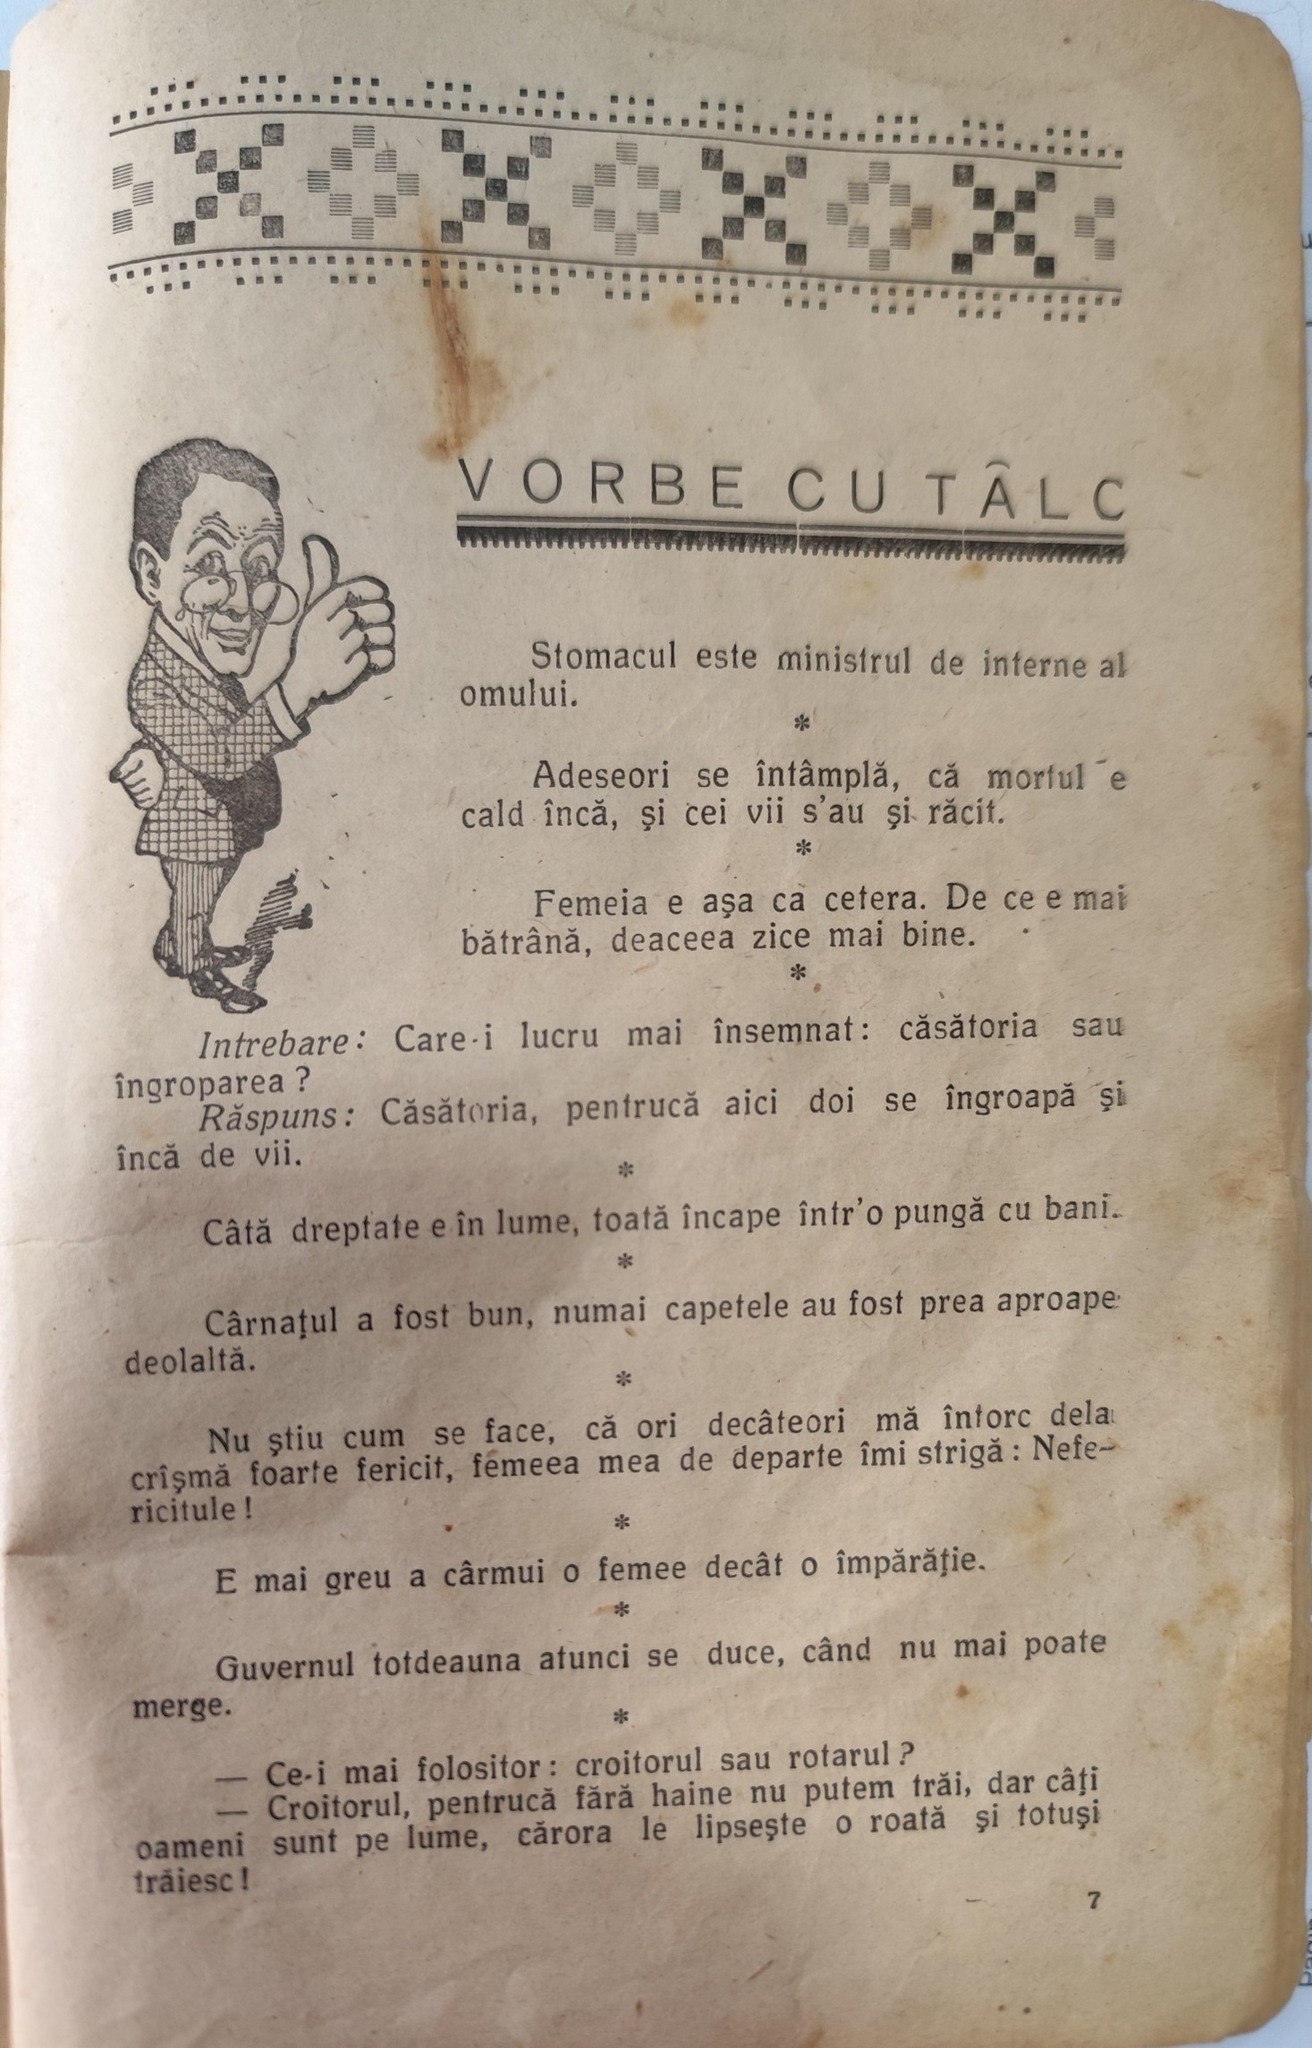 VORBE CU TÂLC
Stomacul este ministrul de interne al
omului.
*
Adeseori se întâmplă, că mortul e
cald încă, şi cei vii s'au şi răcit.
*
Femeia e aşa ca cetera. De ce e mai
bătrână, deaceea zice mai bine.
*
Intrebare: Care-i lucru mai însemnat: căsătoria sau
îngroparea?
Răspuns: Căsătoria, pentrucă aici doi se îngroapă şi
încă de vii.
*
Câtă dreptate e în lume, toată încape într'o pungă cu bani.
*
Cârnaţul a fost bun, numai capetele au fost prea aproape
deolaltă.
*
Nu ştiu cum se face, că ori decâteori mă întorc dela
crîşmă foarte fericit, femeea mea de departe îmi strigă: Nefe-
ricitule!
*
E mai greu a cârmui o femee decât o împărăţie.
*
Guvernul totdeauna atunci se duce, când nu mai poate
merge.
*
— Ce-i mai folositor: croitorul sau rotarul?
— Croitorul, pentrucă fără haine nu putem trăi, dar câţi
oameni sunt pe lume, cărora le lipseşte o roată şi totuşi
trăiesc!
7